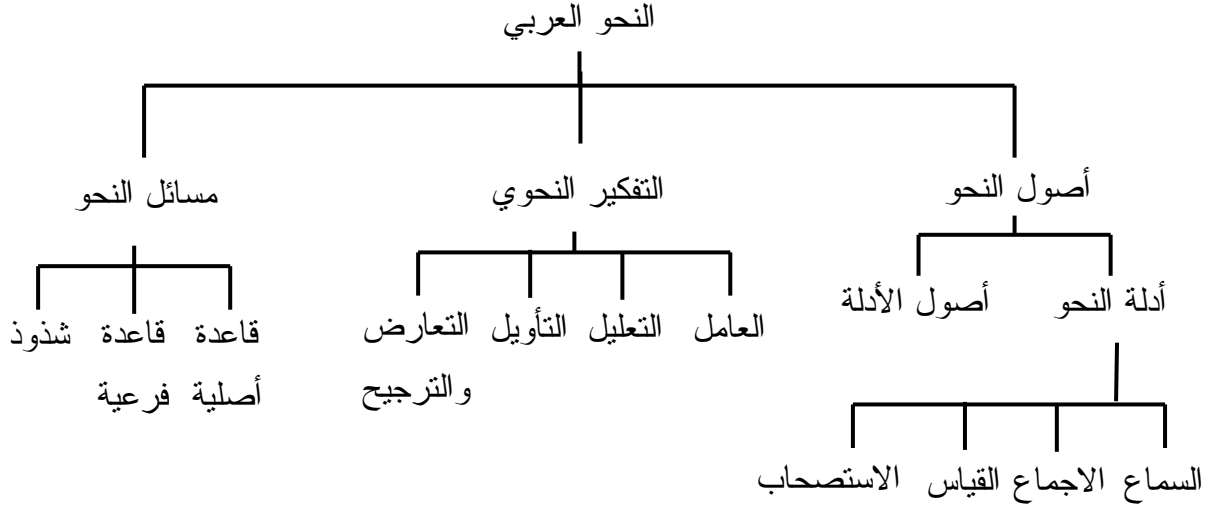 النحو العربي
أصول النحو
التفكير النحوي
مسائل النحو
أدلة النحو
أصول الأدلة
العامل
التعليل
التأويل
التعارض
والترجيح
قاعدة
أصلية
قاعدة
فرعية
شذوذ
السماع
الاجماع
القياس
الاستصحاب